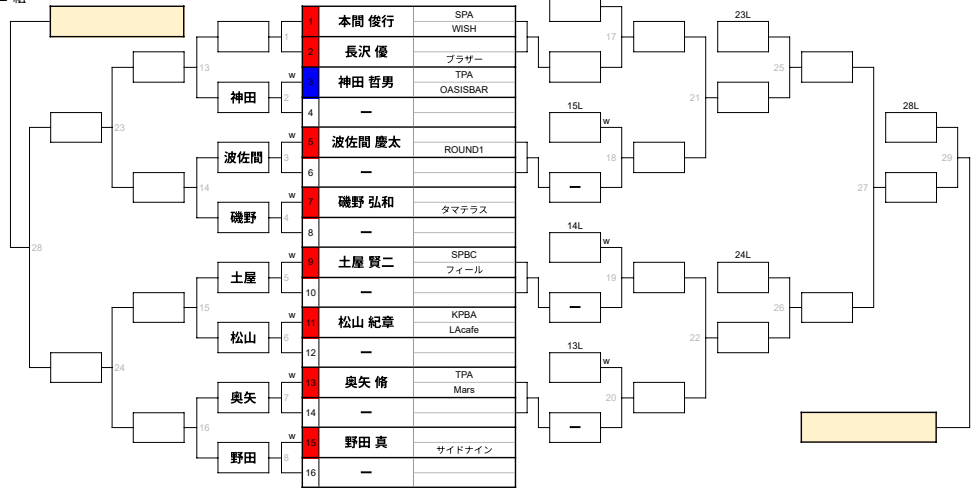 組
1 本間 俊行 SPA
WISH
2 長沢 優
ブラザー
神田 哲男 TPA
OASISBAR
4 ー
5 波佐間 慶太
ROUND1
6 ー
7 磯野 弘和
タマテラス
8 ー
9 土屋 賢二 SPBC
フィール
10 ー
11 松山 紀章 KPBA
LAcafe
12 ー
13 奥矢 脩 TPA
Mars
14 ー
15 野田 真
サイドナイン
16 ー
神田
波佐間
磯野
土屋
松山
奥矢
野田
1
w
2
w
3
w
4
w
5
w
6
w
7
w
8
13
14
15
16
23
24
28
17
15L
w
18
ー
14L
w
19
ー
13L
w
20
ー
21
22
23L
25
24L
26
27
28L
29